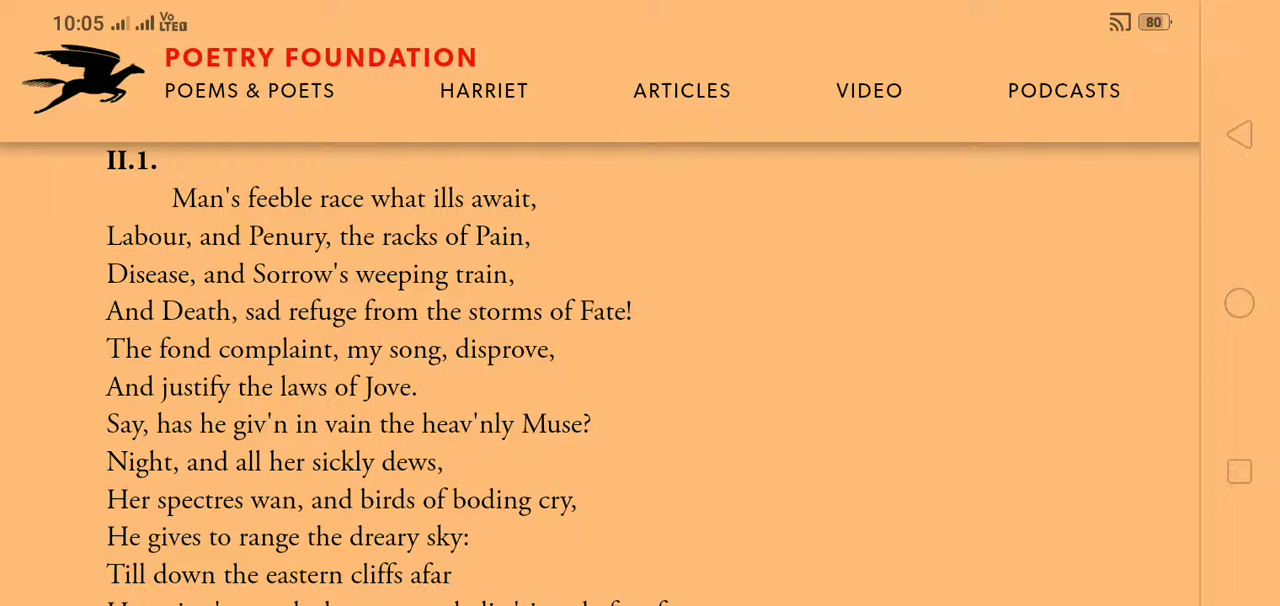 10:05 Vo LTE 80
POETRY FOUNDATION
POEMS & POETS HARRIET ARTICLES VIDEO PODCASTS
II.1.
Man's feeble race what ills await,
Labour, and Penury, the racks of Pain,
Disease, and Sorrow's weeping train,
And Death, sad refuge from the storms of Fate!
The fond complaint, my song, disprove,
And justify the laws of Jove.
Say, has he giv'n in vain the heav'nly Muse?
Night, and all her sickly dews,
Her spectres wan, and birds of boding cry,
He gives to range the dreary sky:
Till down the eastern cliffs afar